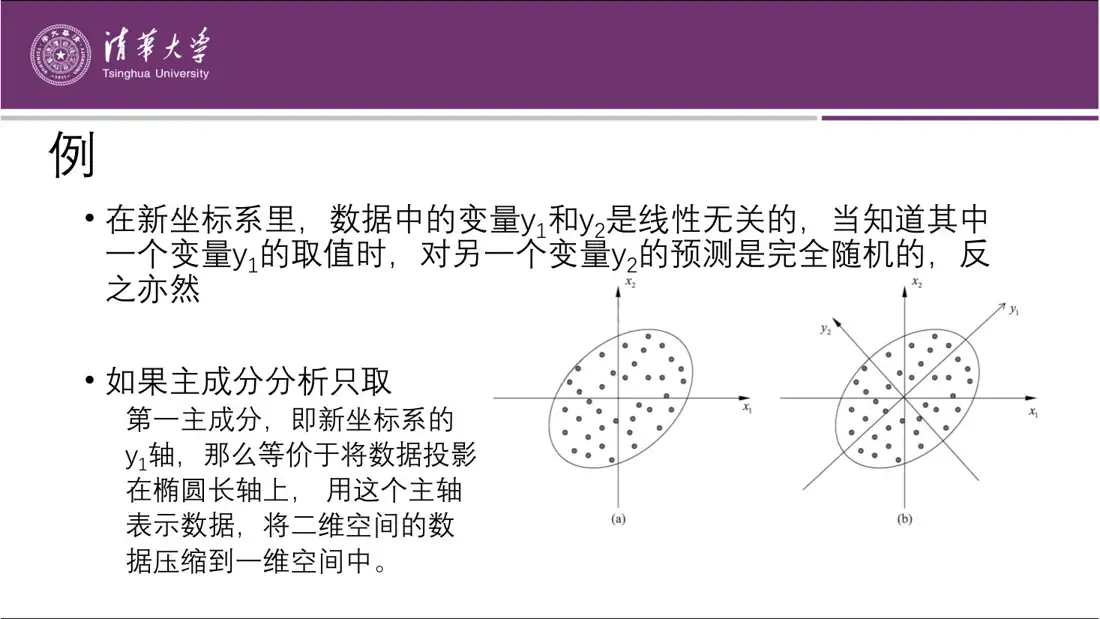 清华大学
Tsinghua University
例
• 在新坐标系里，数据中的变量y₁和y₂是线性无关的，当知道其中
一个变量y₁的取值时，对另一个变量y₂的预测是完全随机的，反
之亦然
• 如果主成分分析只取
第一主成分，即新坐标系的
y₁轴，那么等价于将数据投影
在椭圆长轴上， 用这个主轴
表示数据，将二维空间的数
据压缩到一维空间中。
x₂
x₁
(a)
x₂
y₁
y₂
x₁
(b)